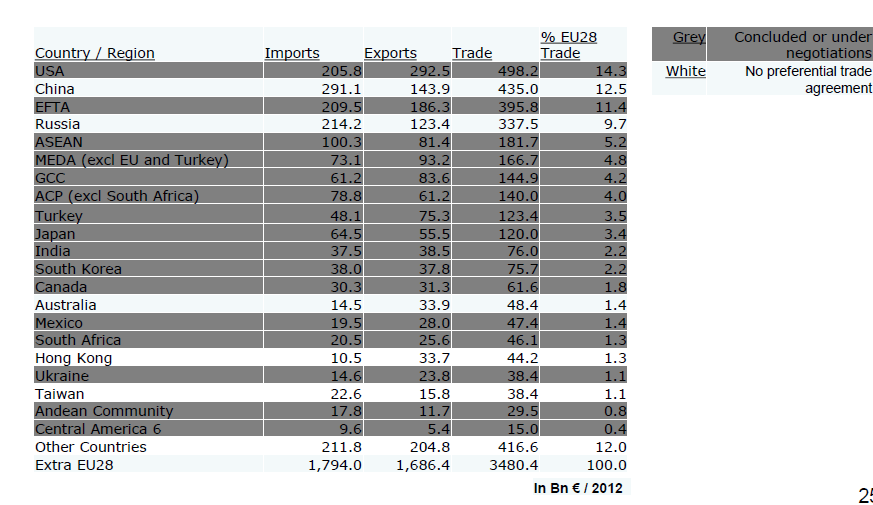 % EU28
Country / Region Imports Exports Trade Trade
USA 205.8 292.5 498.2 14.3
China 291.1 143.9 435.0 12.5
EFTA 209.5 186.3 395.8 11.4
Russia 214.2 123.4 337.5 9.7
ASEAN 100.3 81.4 181.7 5.2
MEDA (excl EU and Turkey) 73.1 93.2 166.7 4.8
GCC 61.2 83.6 144.9 4.2
ACP (excl South Africa) 78.8 61.2 140.0 4.0
Turkey 48.1 75.3 123.4 3.5
Japan 64.5 55.5 120.0 3.4
India 37.5 38.5 76.0 2.2
South Korea 38.0 37.8 75.7 2.2
Canada 30.3 31.3 61.6 1.8
Australia 14.5 33.9 48.4 1.4
Mexico 19.5 28.0 47.4 1.4
South Africa 20.5 25.6 46.1 1.3
Hong Kong 10.5 33.7 44.2 1.3
Ukraine 14.6 23.8 38.4 1.1
Taiwan 22.6 15.8 38.4 1.1
Andean Community 17.8 11.7 29.5 0.8
Central America 6 9.6 5.4 15.0 0.4
Other Countries 211.8 204.8 416.6 12.0
Extra EU28 1,794.0 1,686.4 3480.4 100.0
In Bn € / 2012
Grey Concluded or under
negotiations
White No preferential trade
agreement